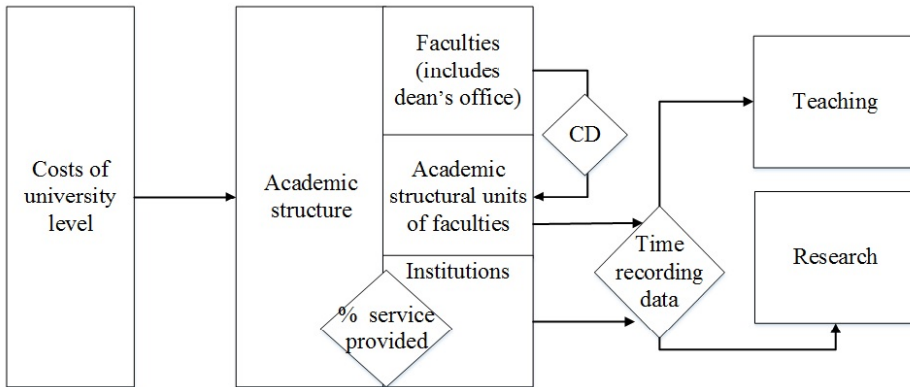 Costs of
university
level
Academic
structure
Faculties
(includes
dean's office)
CD
Academic
structural units
of faculties
Institutions
% service
provided
Time
recording
data
Teaching
Research